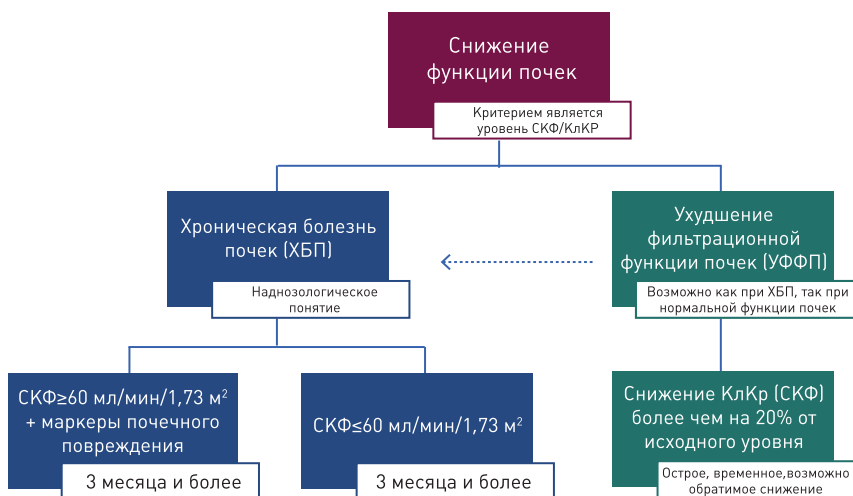 Снижение
функции почек
Критерием является
уровень СКФ/КлКР
Хроническая болезнь
почек (ХБП)
Наднозологическое
понятие
Ухудшение
фильтрационной
функции почек (УФФП)
Возможно как при ХБП, так при
нормальной функции почек
СКФ≥60 мл/мин/1,73 м²
+ маркеры почечного
повреждения
3 месяца и более
СКФ≤60 мл/мин/1,73 м²
3 месяца и более
Снижение КлКр (СКФ)
более чем на 20% от
исходного уровня
Острое, временное,возможно
обратимое снижение